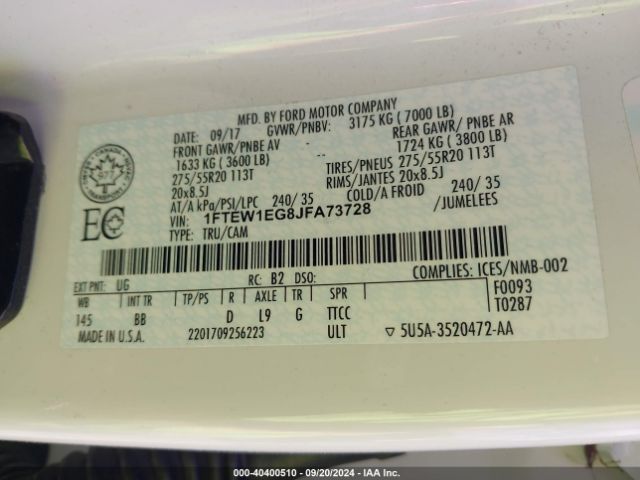 MFD. BY FORD MOTOR COMPANY
DATE: 09/17 GVWR/PNBV: 3175 KG ( 7000 LB)
FRONT GAWR/PNBE AV -- REAR GAWR/ PNBE AR
1633 KG ( 3600 LB) - 1724 KG ( 3800 LB)
275/55R20 113T TIRES/PNEUS 275/55R20 113T
20x8.5J RIMS/JANTES 20x8.5J
AT/A kPa/PSI/LPC 240/ 35 COLD/A FROID 240/ 35
VIN: 1FTEW1EG8JFA73728 /JUMELEES
TYPE: TRU/CAM
977
EC
EXT PNT: UG RC: B2 DSO: COMPLIES: ICES/NMB-002
WB INT TR TP/PS R AXLE TR SPR F0093
145 BB D L9 G TTCC T0287
MADE IN U.S.A. 2201709256223 ULT ▽ 5U5A-3520472-AA
000-40400510 - 09/20/2024 - IAA Inc.